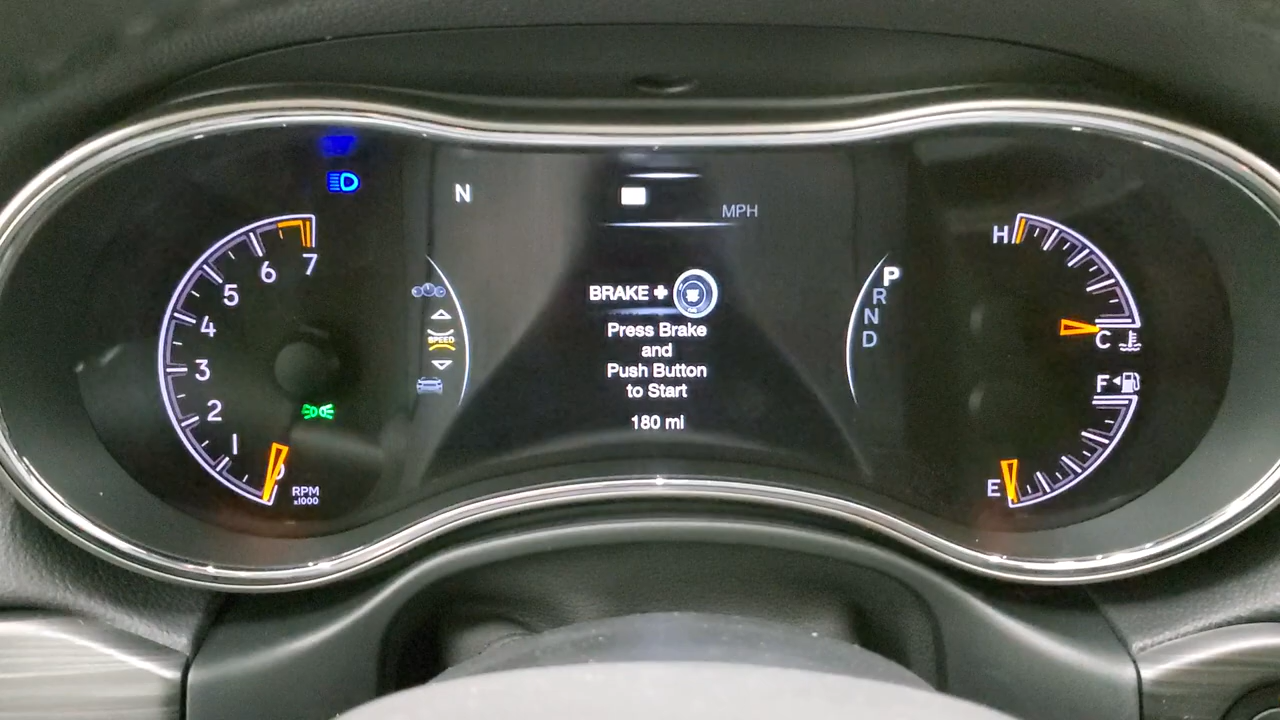 N
MPH
7
6
5
4
3
2
1
0
RPM
x1000
SPEED
BRAKE +
Press Brake
and
Push Button
to Start
180 mi
P
R
N
D
H
C
F
E